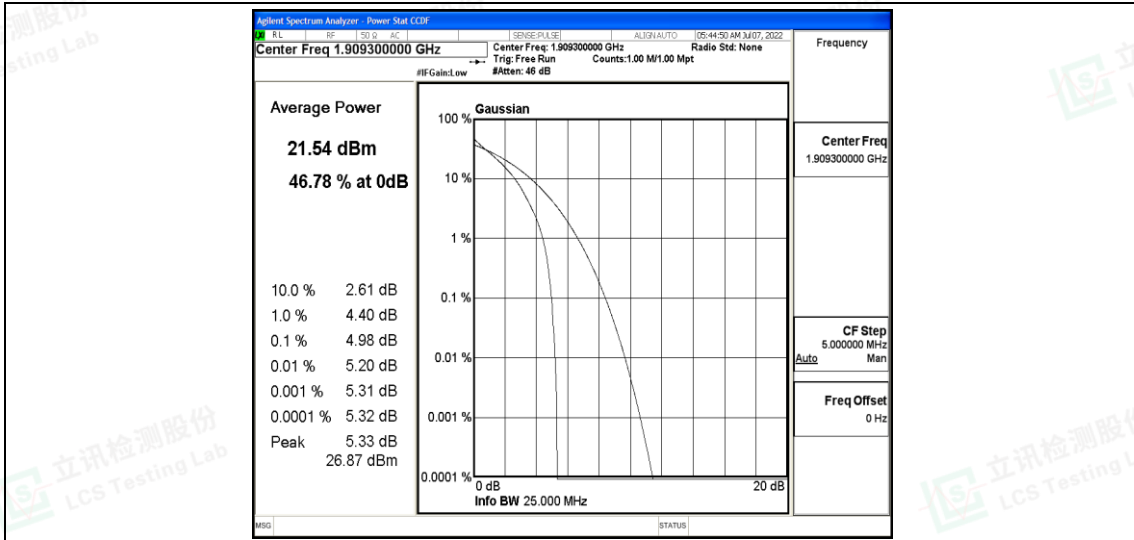 Agilent Spectrum Analyzer - Power Stat CCDF
RL RF 50 Ω AC SENSE:PULSE ALIGNAUTO 05:44:50 AM Jul 07, 2022
Center Freq 1.909300000 GHz
Center Freq: 1.909300000 GHz Radio Std: None
Trig: Free Run Counts:1.00 M/1.00 Mpt
#IFGain:Low #Atten: 46 dB
Frequency
Average Power
21.54 dBm
46.78 % at 0dB
10.0 % 2.61 dB
1.0 % 4.40 dB
0.1 % 4.98 dB
0.01 % 5.20 dB
0.001 % 5.31 dB
0.0001 % 5.32 dB
Peak 5.33 dB
26.87 dBm
Gaussian
100 %
10 %
1 %
0.1 %
0.01 %
0.001 %
0.0001 %
0 dB 20 dB
Info BW 25.000 MHz
Center Freq
1.909300000 GHz
CF Step
5.000000 MHz
Auto Man
Freq Offset
0 Hz
MSG STATUS
立讯检测股份
LCS Testing Lab
立讯检测股份
LCS Testing L